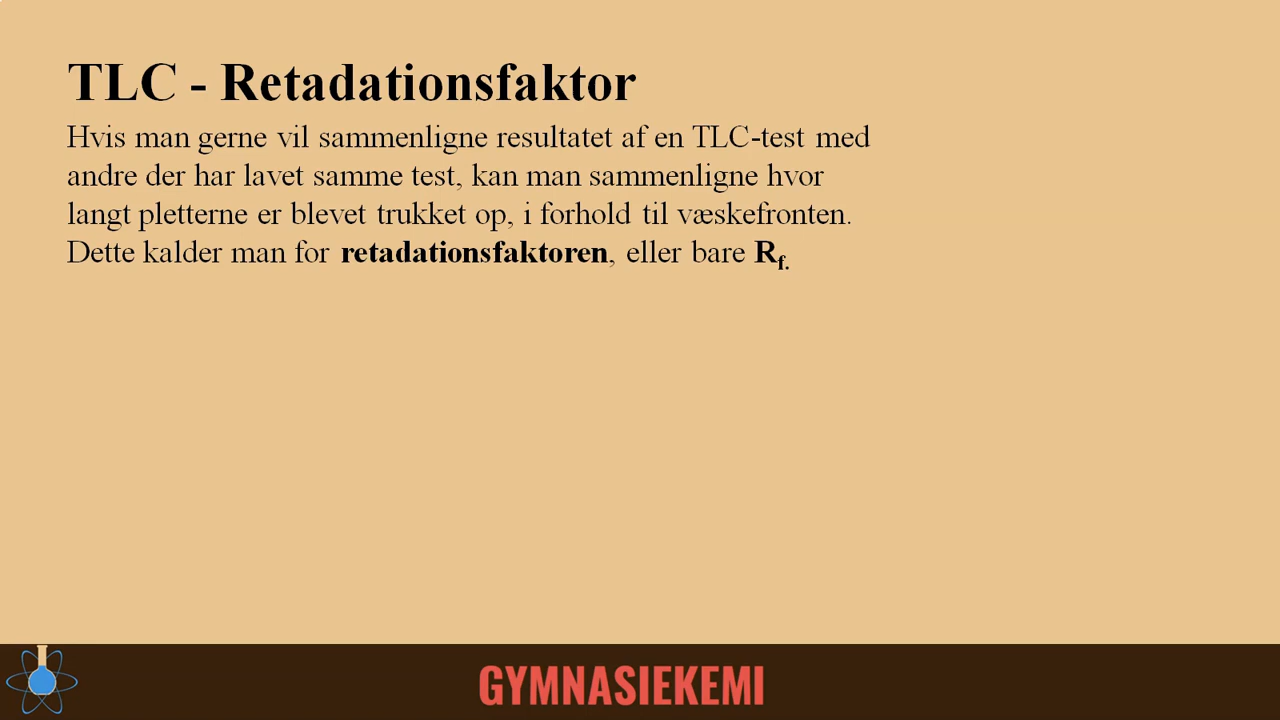 TLC - Retadationsfaktor
Hvis man gerne vil sammenligne resultatet af en TLC-test med
andre der har lavet samme test, kan man sammenligne hvor
langt pletterne er blevet trukket op, i forhold til væskefronten.
Dette kalder man for retadationsfaktoren, eller bare Rf.
GYMNASIEKEMI